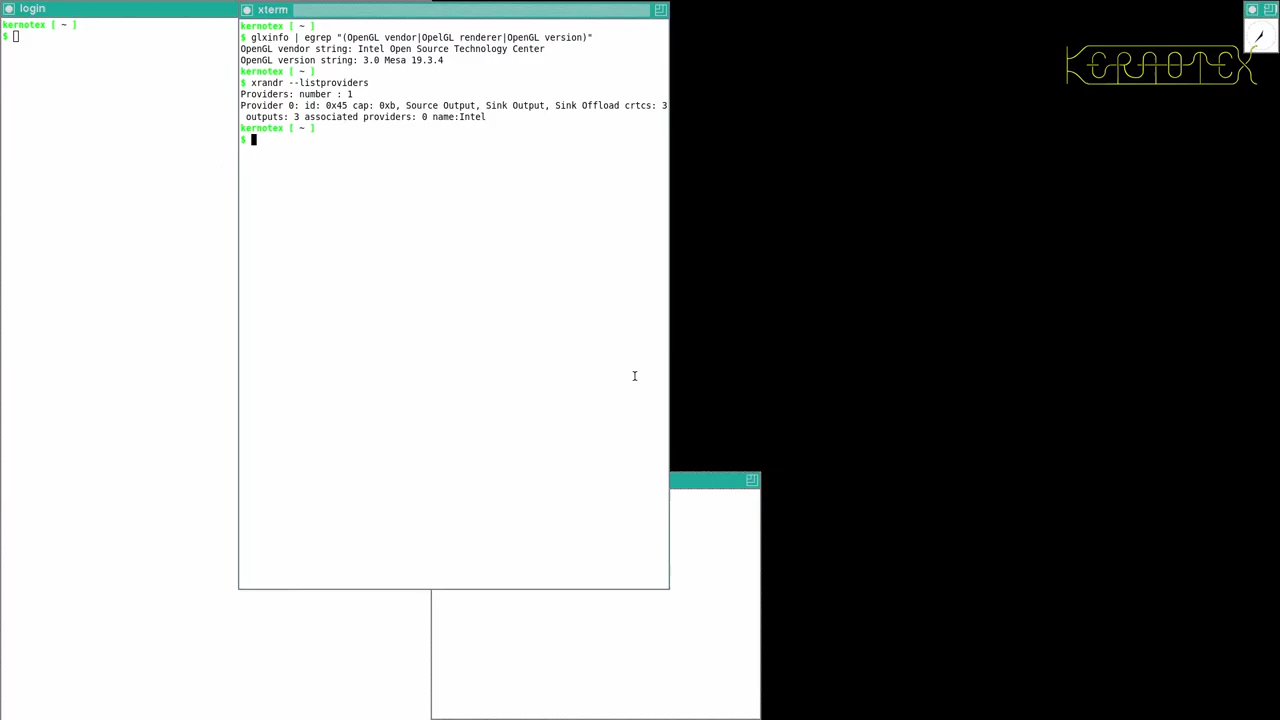 login
kernotex [ ~ ]
$
xterm
kernotex [ ~ ]
$ glxinfo | egrep "(OpenGL vendor|OpelGL renderer|OpenGL version)"
OpenGL vendor string: Intel Open Source Technology Center
OpenGL version string: 3.0 Mesa 19.3.4
kernotex [ ~ ]
$ xrandr --listproviders
Providers: number : 1
Provider 0: id: 0x45 cap: 0xb, Source Output, Sink Output, Sink Offload crtcs: 3
 outputs: 3 associated providers: 0 name:Intel
kernotex [ ~ ]
$
KERNOTEX